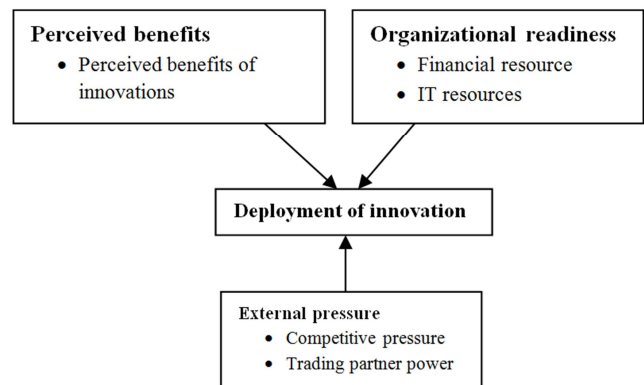 Perceived benefits
• Perceived benefits of
innovations
Organizational readiness
• Financial resource
• IT resources
Deployment of innovation
External pressure
• Competitive pressure
• Trading partner power